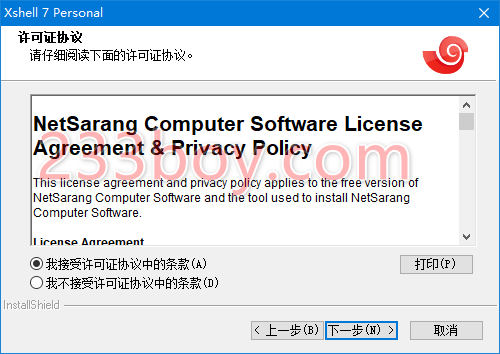 Xshell 7 Personal
许可证协议
请仔细阅读下面的许可证协议。
NetSarang Computer Software License
Agreement & Privacy Policy
233boy.com
This license agreement and privacy policy applies to the free version of
NetSarang Computer Software and the tool used to install NetSarang
Computer Software.
License Agreement
我接受许可证协议中的条款(A)
打印(P)
我不接受许可证协议中的条款(D)
InstallShield
< 上一步(B)
下一步(N) >
取消